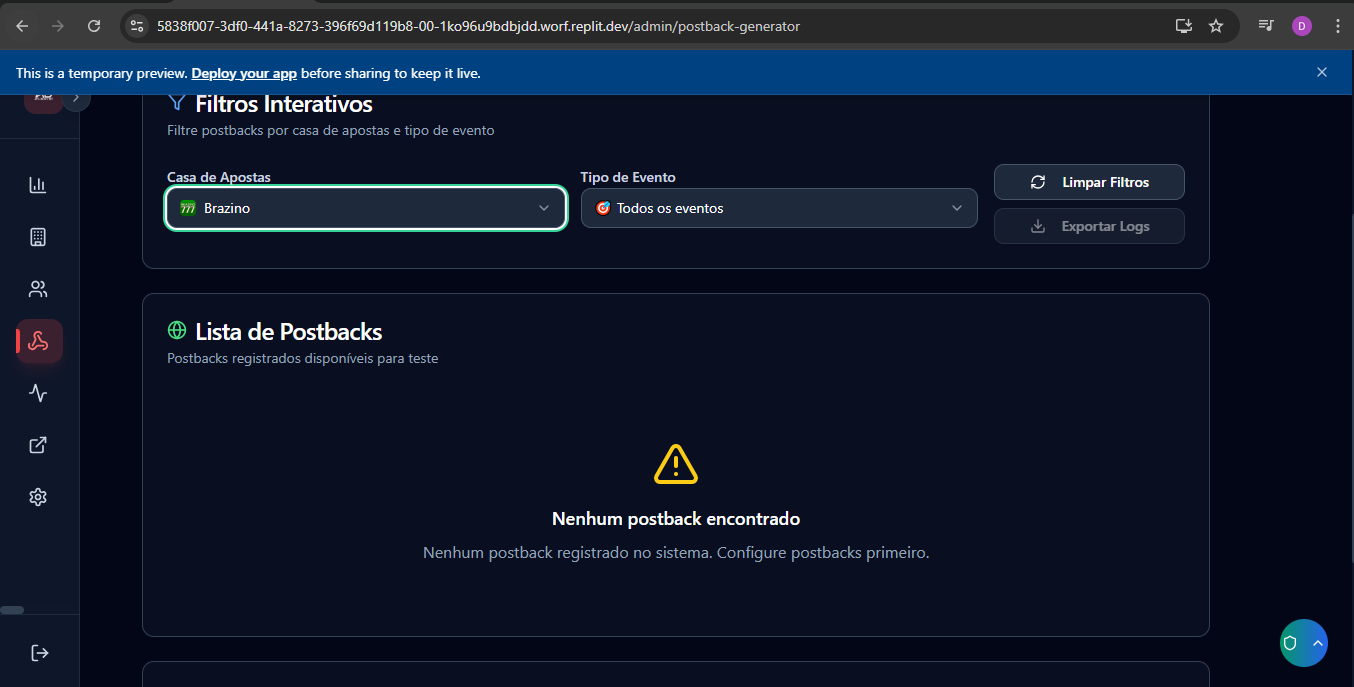 5838f007-3df0-441a-8273-396f69d119b8-00-1ko96u9bdbjdd.worf.replit.dev/admin/postback-generator
D
This is a temporary preview. Deploy your app before sharing to keep it live.
Filtros Interativos
Filtre postbacks por casa de apostas e tipo de evento
Casa de Apostas
Tipo de Evento
777 Brazino
Todos os eventos
Limpar Filtros
Exportar Logs
Lista de Postbacks
Postbacks registrados disponíveis para teste
Nenhum postback encontrado
Nenhum postback registrado no sistema. Configure postbacks primeiro.